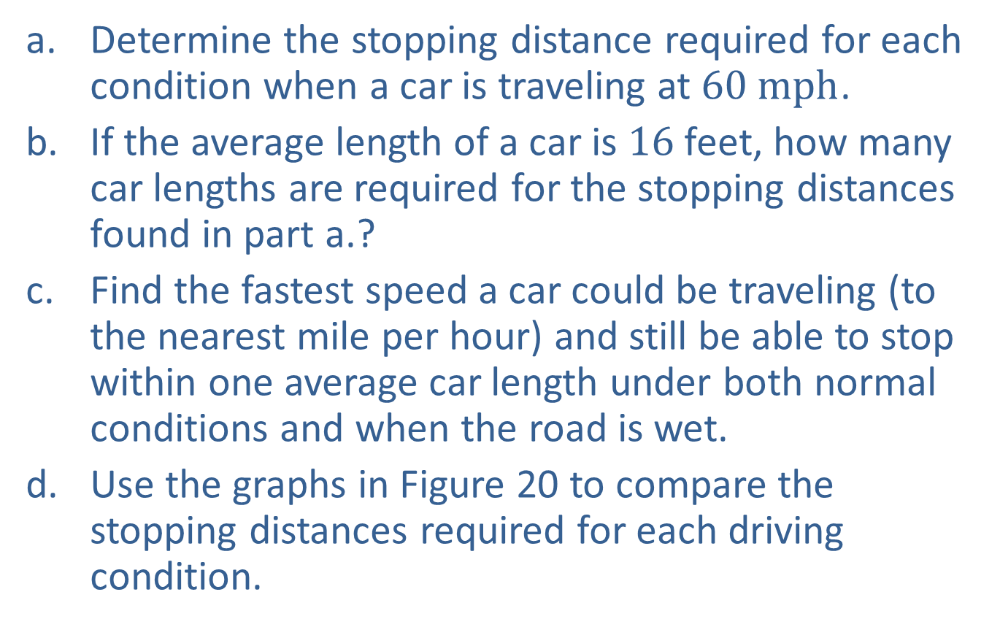 a. Determine the stopping distance required for each
condition when a car is traveling at 60 mph.
b. If the average length of a car is 16 feet, how many
car lengths are required for the stopping distances
found in part a.?
c. Find the fastest speed a car could be traveling (to
the nearest mile per hour) and still be able to stop
within one average car length under both normal
conditions and when the road is wet.
d. Use the graphs in Figure 20 to compare the
stopping distances required for each driving
condition.